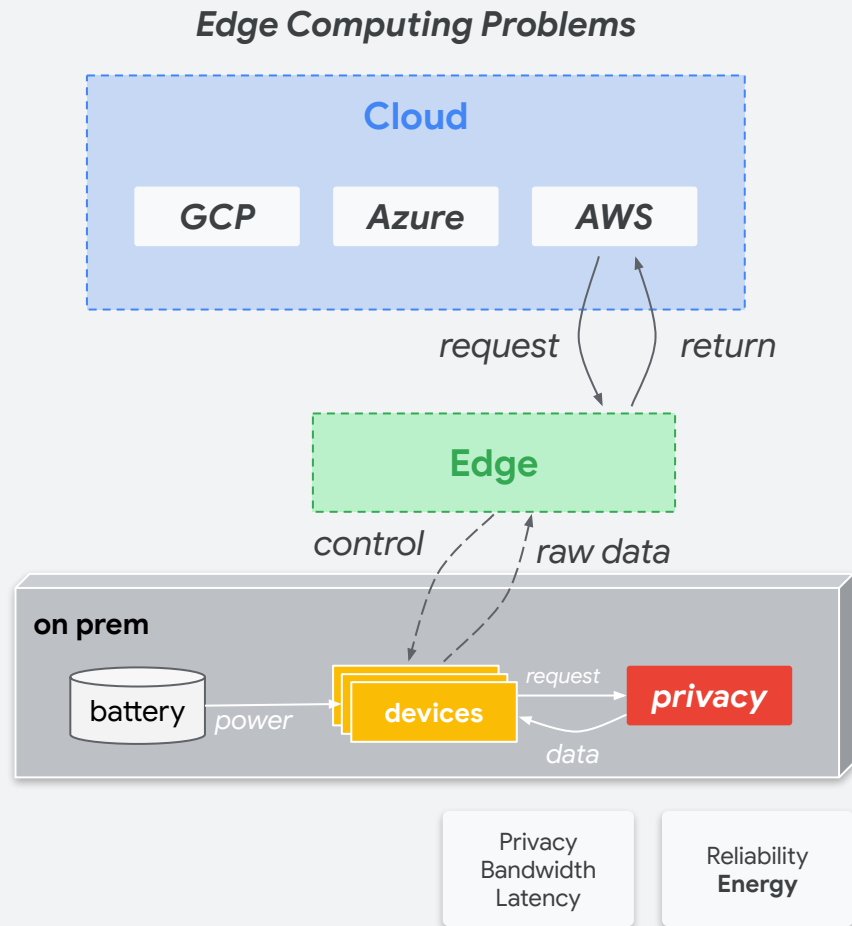 Edge Computing Problems
Cloud
GCP
Azure
AWS
request
return
Edge
control
raw data
on prem
battery
power
devices
request
data
privacy
Privacy
Bandwidth
Latency
Reliability
Energy